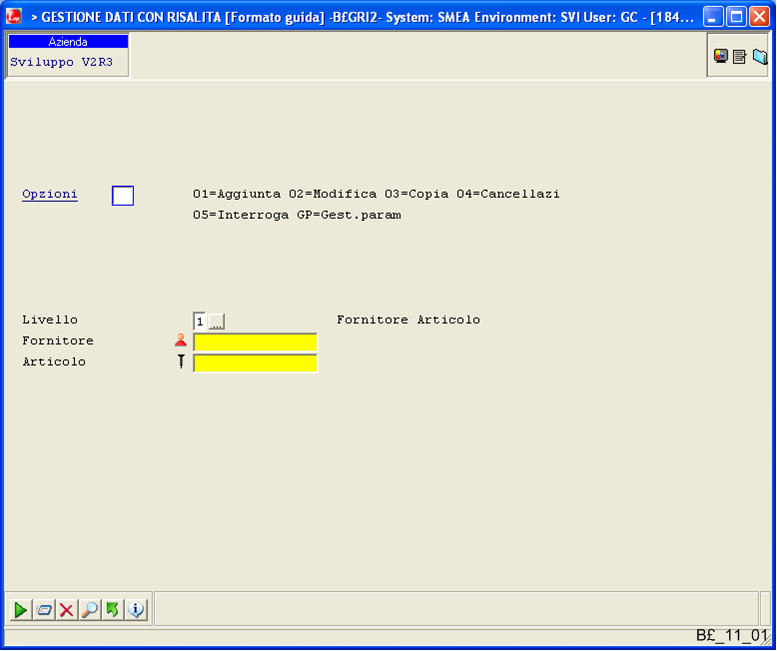 > GESTIONE DATI CON RISALITA [Formato guida] -B£GRI2- System: SMEA Environment: SVI User: GC - [184...
Azienda
Sviluppo V2R3
Opzioni 01=Aggiunta 02=Modifica 03=Copia 04=Cancellazi
05=Interroga GP=Gest.param
Livello 1 ... Fornitore Articolo
Fornitore
Articolo
B£_11_01